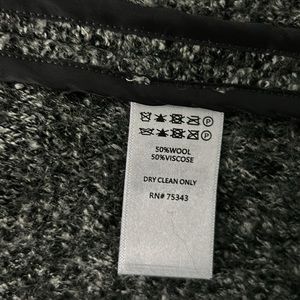 50%WOOL
50%VISCOSE
DRY CLEAN ONLY
RN# 75343